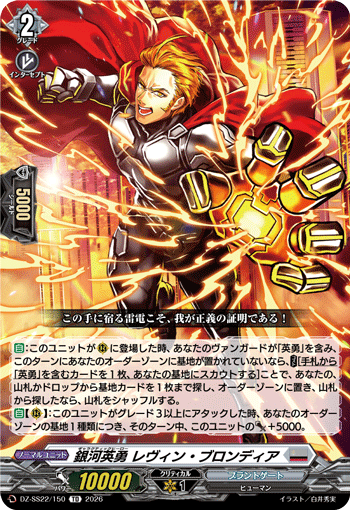 2
グレード
インターセプト
シールド
5000
この手に宿る雷電こそ、我が正義の証明である!
自:このユニットがRに登場した時、あなたのヴァンガードが「英勇」を含み、
このターンにあなたのオーダーゾーンに基地が置かれていないなら、[手札から
「英勇」を含むカードを1枚、あなたの基地にスカウトする]ことで、あなたの
山札かドロップから基地カードを1枚まで探し、オーダーゾーンに置き、山札
から探したなら、山札をシャッフルする。
自【R】:このユニットがグレード3以上にアタックした時、あなたのオーダー
ゾーンの基地1種類につき、そのターン中、このユニットの+5000。
ノーマルユニット
銀河英勇 レヴィン・ブロンディア
パワー
10000
クリティカル
1
ブラントゲート
ヒューマン
DZ-SS22/150 TD 2026
イラスト/白井秀実